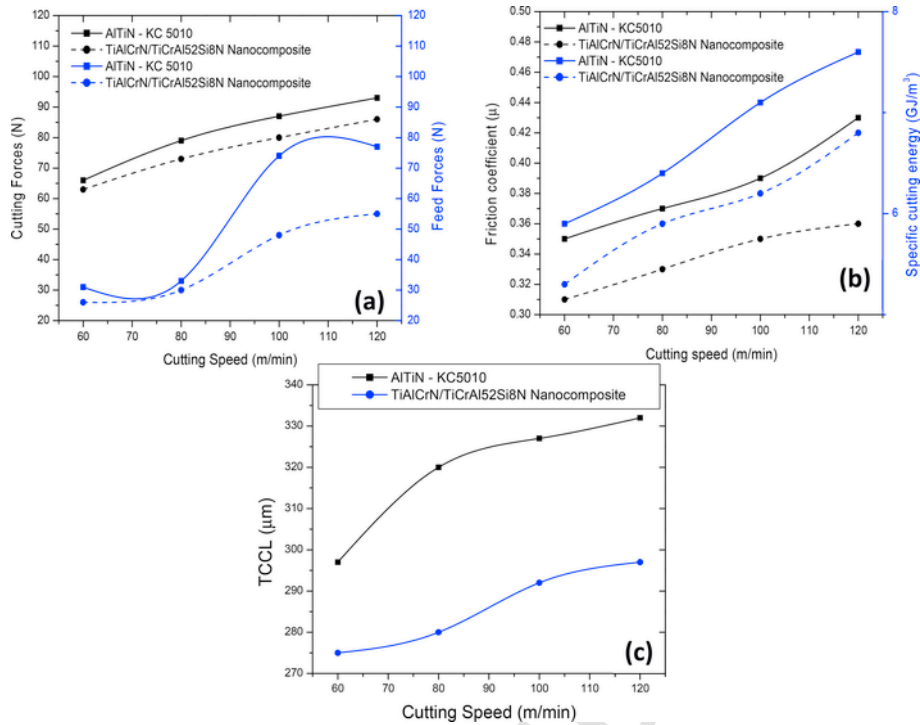 AlTiN - KC 5010
TiAlCrN/TiCrAl52Si8N Nanocomposite
AlTiN - KC 5010
TiAlCrN/TiCrAl52Si8N Nanocomposite
120
110
100
90
80
70
60
50
40
30
20
Cutting Forces (N)
120
110
100
90
80
70
60
50
40
30
20
Feed Forces (N)
(a)
60 70 80 90 100 110 120
Cutting Speed (m/min)
AlTiN - KC5010
TiAlCrN/TiCrAl52Si8N Nanocomposite
AlTiN - KC5010
TiAlCrN/TiCrAl52Si8N Nanocomposite
0.50
0.48
0.46
0.44
0.42
0.40
0.38
0.36
0.34
0.32
0.30
Friction coefficient (μ)
8
6
Specific cutting energy (GJ/m³)
(b)
60 70 80 90 100 110 120
Cutting speed (m/min)
AlTiN - KC5010
TiAlCrN/TiCrAl52Si8N Nanocomposite
340
330
320
310
300
290
280
270
TCCL (μm)
(c)
60 70 80 90 100 110 120
Cutting Speed (m/min)